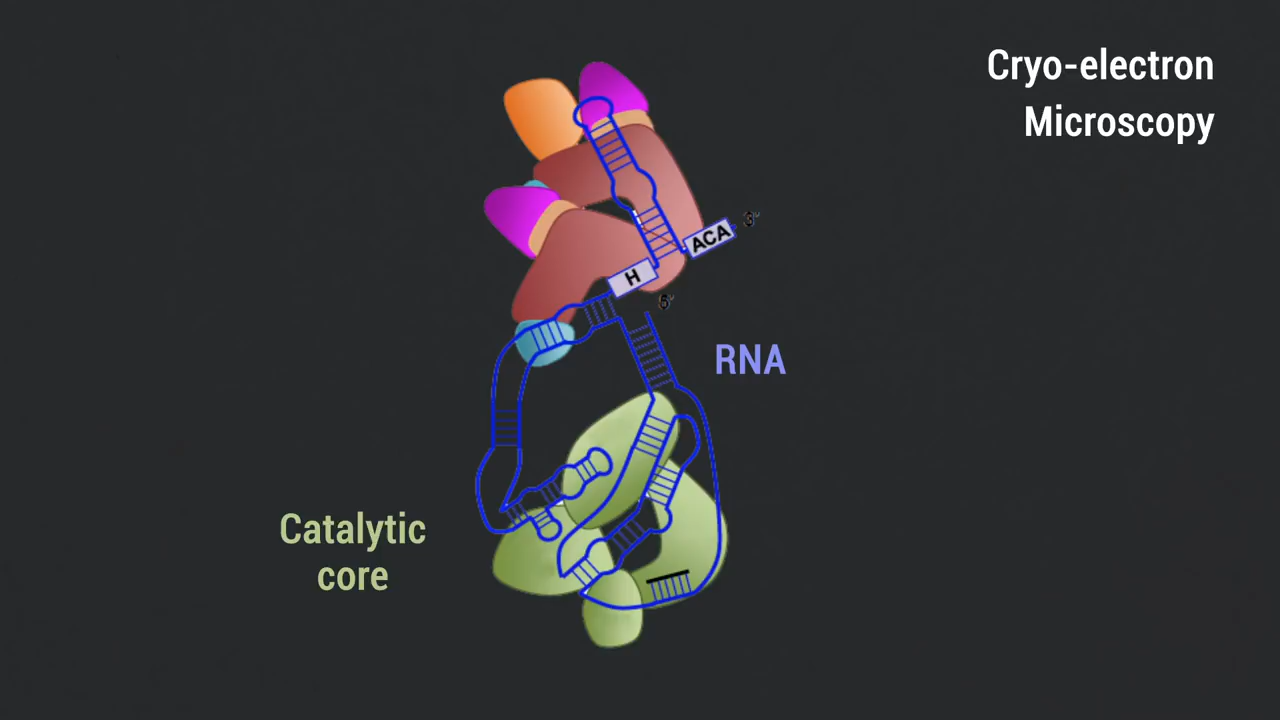 Cryo-electron
Microscopy
3'
ACA
H
5'
RNA
Catalytic
core